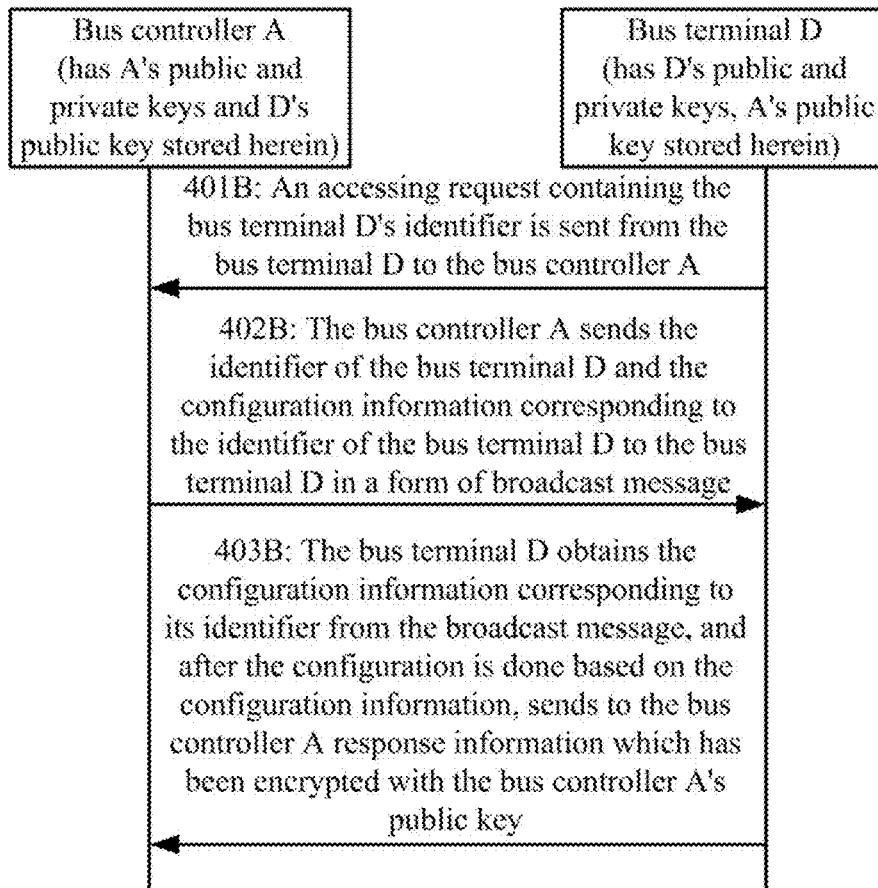 Bus controller A
(has A's public and
private keys and D's
public key stored herein)
Bus terminal D
(has D's public and
private keys, A's public
key stored herein)
401B: An accessing request containing the
bus terminal D's identifier is sent from the
bus terminal D to the bus controller A
402B: The bus controller A sends the
identifier of the bus terminal D and the
configuration information corresponding to
the identifier of the bus terminal D to the bus
terminal D in a form of broadcast message
403B: The bus terminal D obtains the
configuration information corresponding to
its identifier from the broadcast message, and
after the configuration is done based on the
configuration information, sends to the bus
controller A response information which has
been encrypted with the bus controller A's
public key